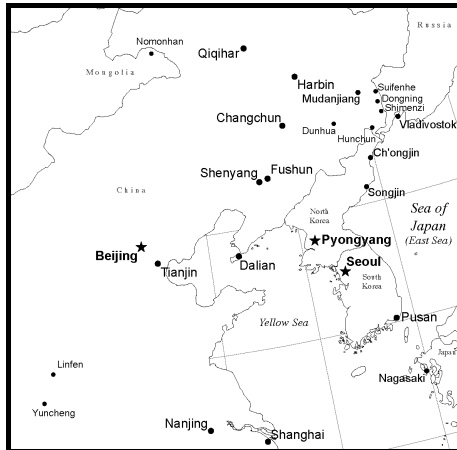 Russia
Nomonhan
Qiqihar
Mongolia
Harbin
Mudanjiang
Suifenhe
Dongning
Shimenzi
Changchun
Vladivostok
Dunhua
Hunchun
Ch'ongjin
Fushun
Shenyang
China
Songjin
North
Korea
Sea of
Japan
(East Sea)
Pyongyang
Beijing
Tianjin
Dalian
Seoul
South
Korea
Yellow Sea
Pusan
Japan
Linfen
Nagasaki
Yuncheng
Nanjing
Shanghai